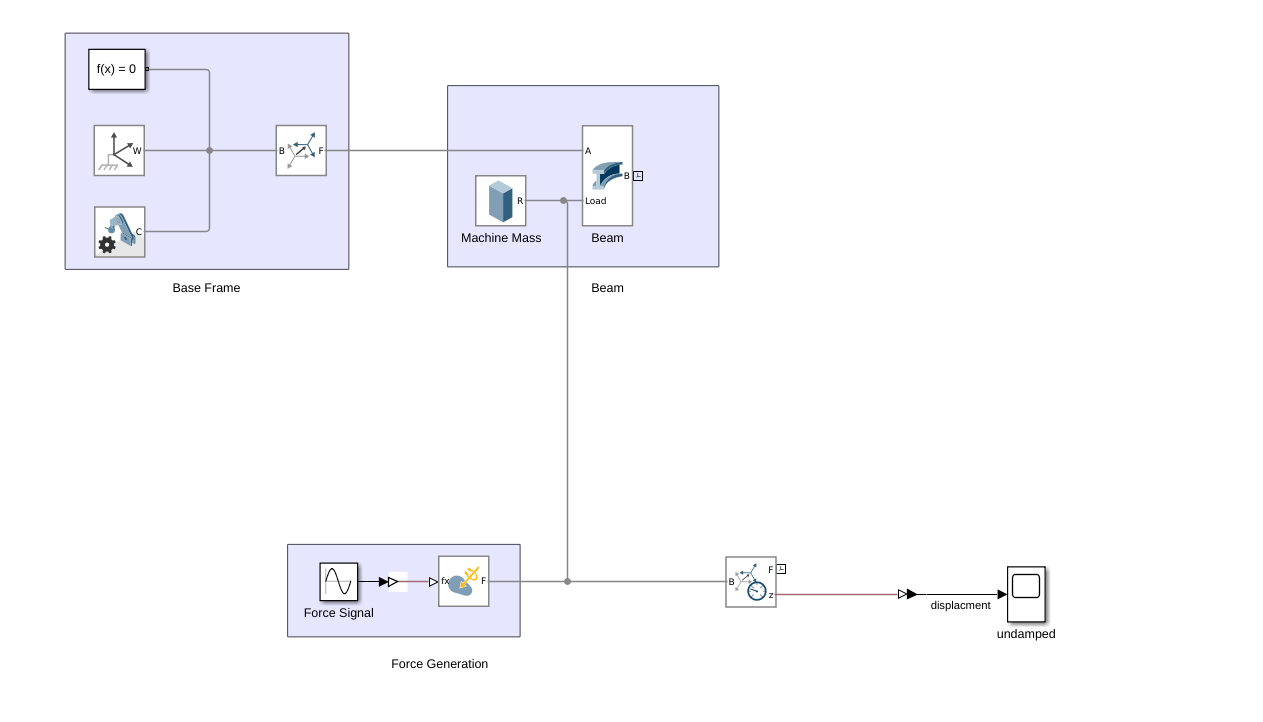 f(x) = 0
W
B
F
C
Base Frame
A
B
R
Load
Machine Mass
Beam
Beam
fx
F
Force Signal
Force Generation
B
F
z
displacment
undamped